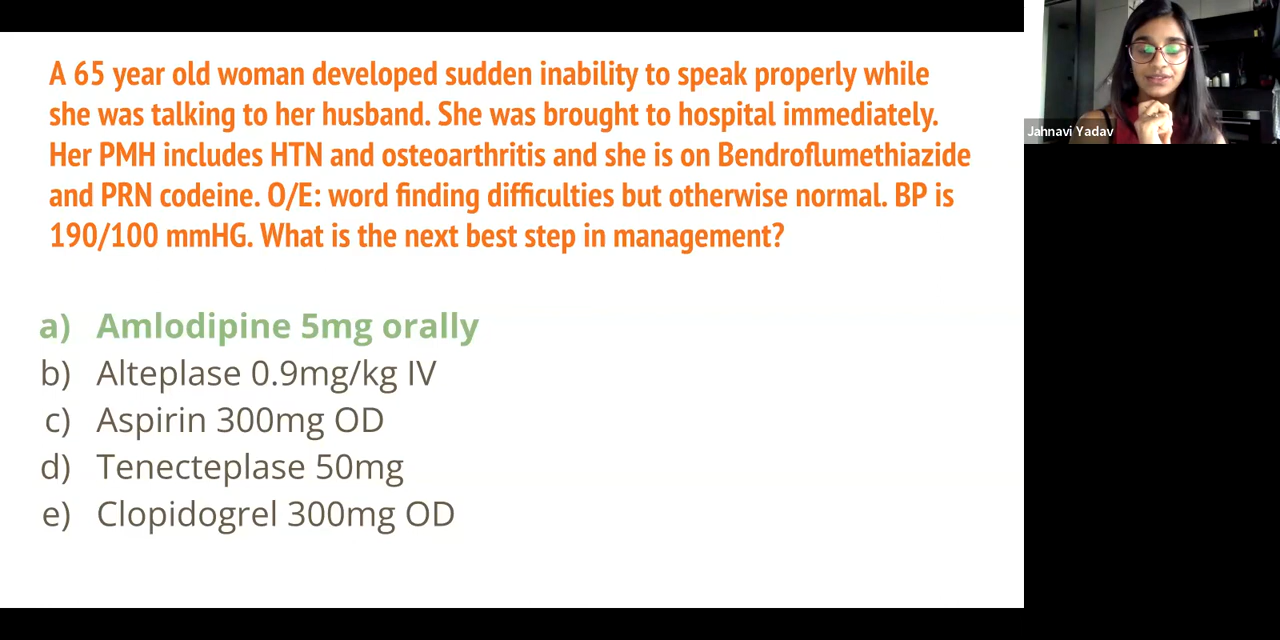 A 65 year old woman developed sudden inability to speak properly while
she was talking to her husband. She was brought to hospital immediately.
Her PMH includes HTN and osteoarthritis and she is on Bendroflumethiazide
and PRN codeine. O/E: word finding difficulties but otherwise normal. BP is
190/100 mmHG. What is the next best step in management?
a) Amlodipine 5mg orally
b) Alteplase 0.9mg/kg IV
c) Aspirin 300mg OD
d) Tenecteplase 50mg
e) Clopidogrel 300mg OD
Jahnavi Yadav